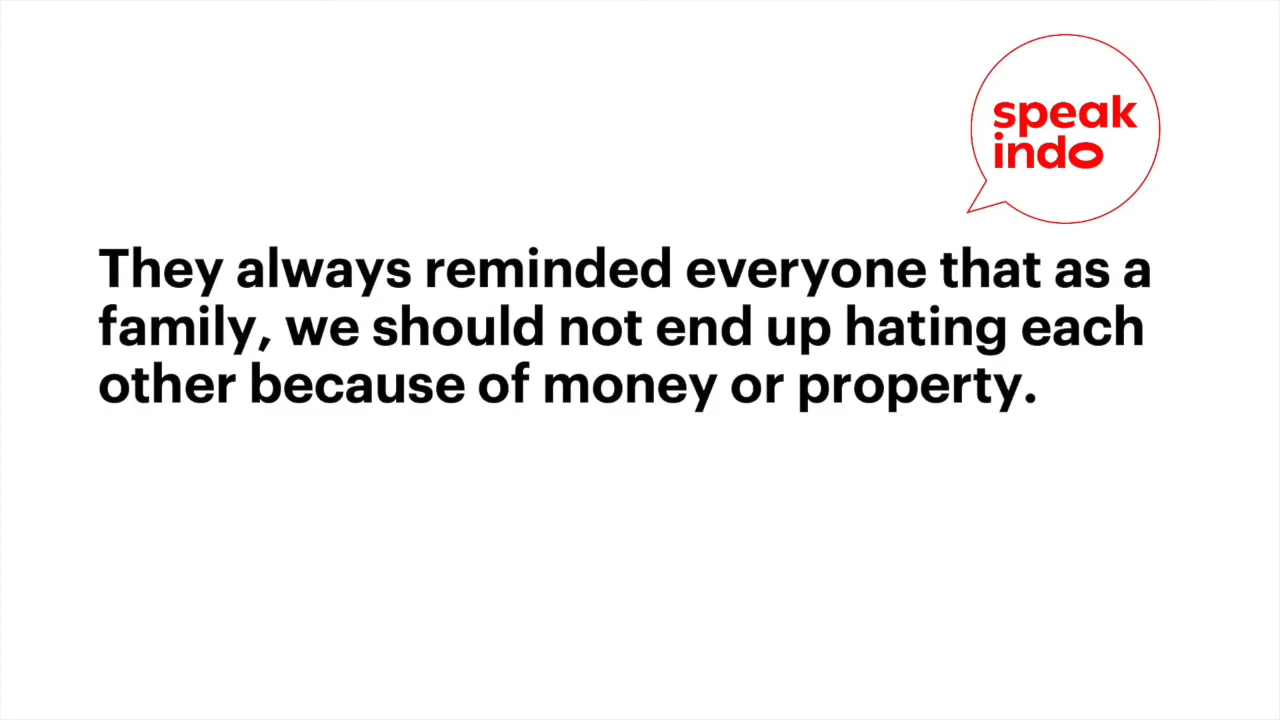 speak
indo
They always reminded everyone that as a
family, we should not end up hating each
other because of money or property.